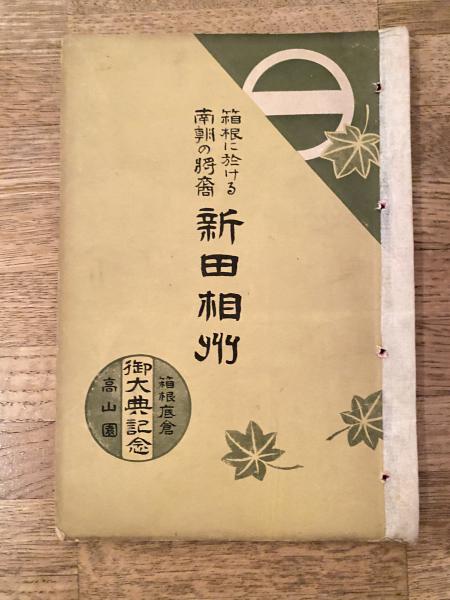 箱根に於ける
南朝の将裔
新田相州
箱根底倉
御大典記念
高山園